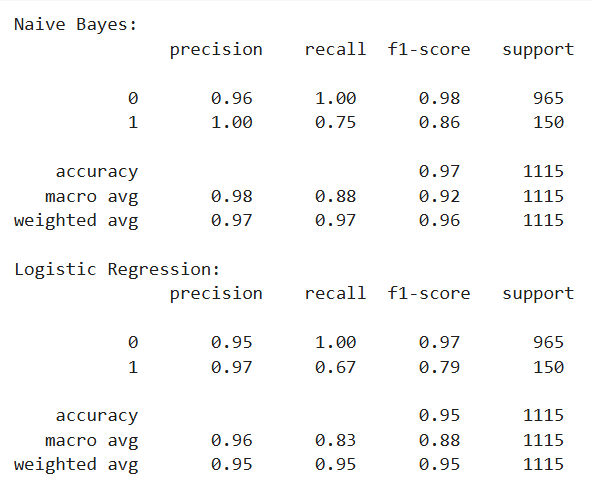 Naive Bayes:
precision recall f1-score support
0 0.96 1.00 0.98 965
1 1.00 0.75 0.86 150
accuracy 0.97 1115
macro avg 0.98 0.88 0.92 1115
weighted avg 0.97 0.97 0.96 1115
Logistic Regression:
precision recall f1-score support
0 0.95 1.00 0.97 965
1 0.97 0.67 0.79 150
accuracy 0.95 1115
macro avg 0.96 0.83 0.88 1115
weighted avg 0.95 0.95 0.95 1115